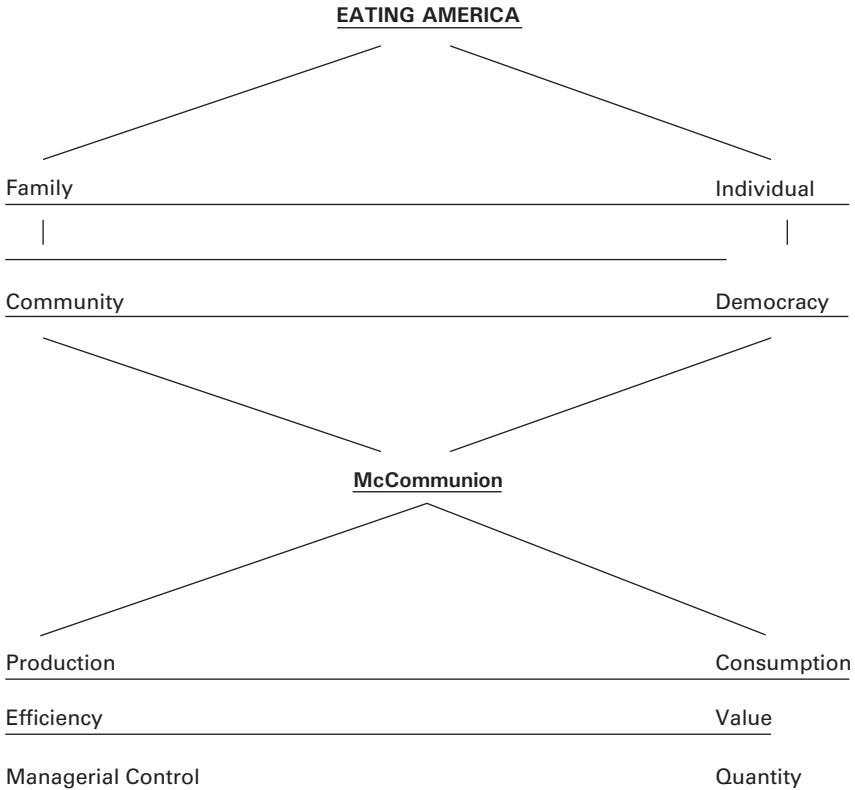 EATING AMERICA
Family Individual
Community Democracy
McCommunion
Production Consumption
Efficiency Value
Managerial Control Quantity